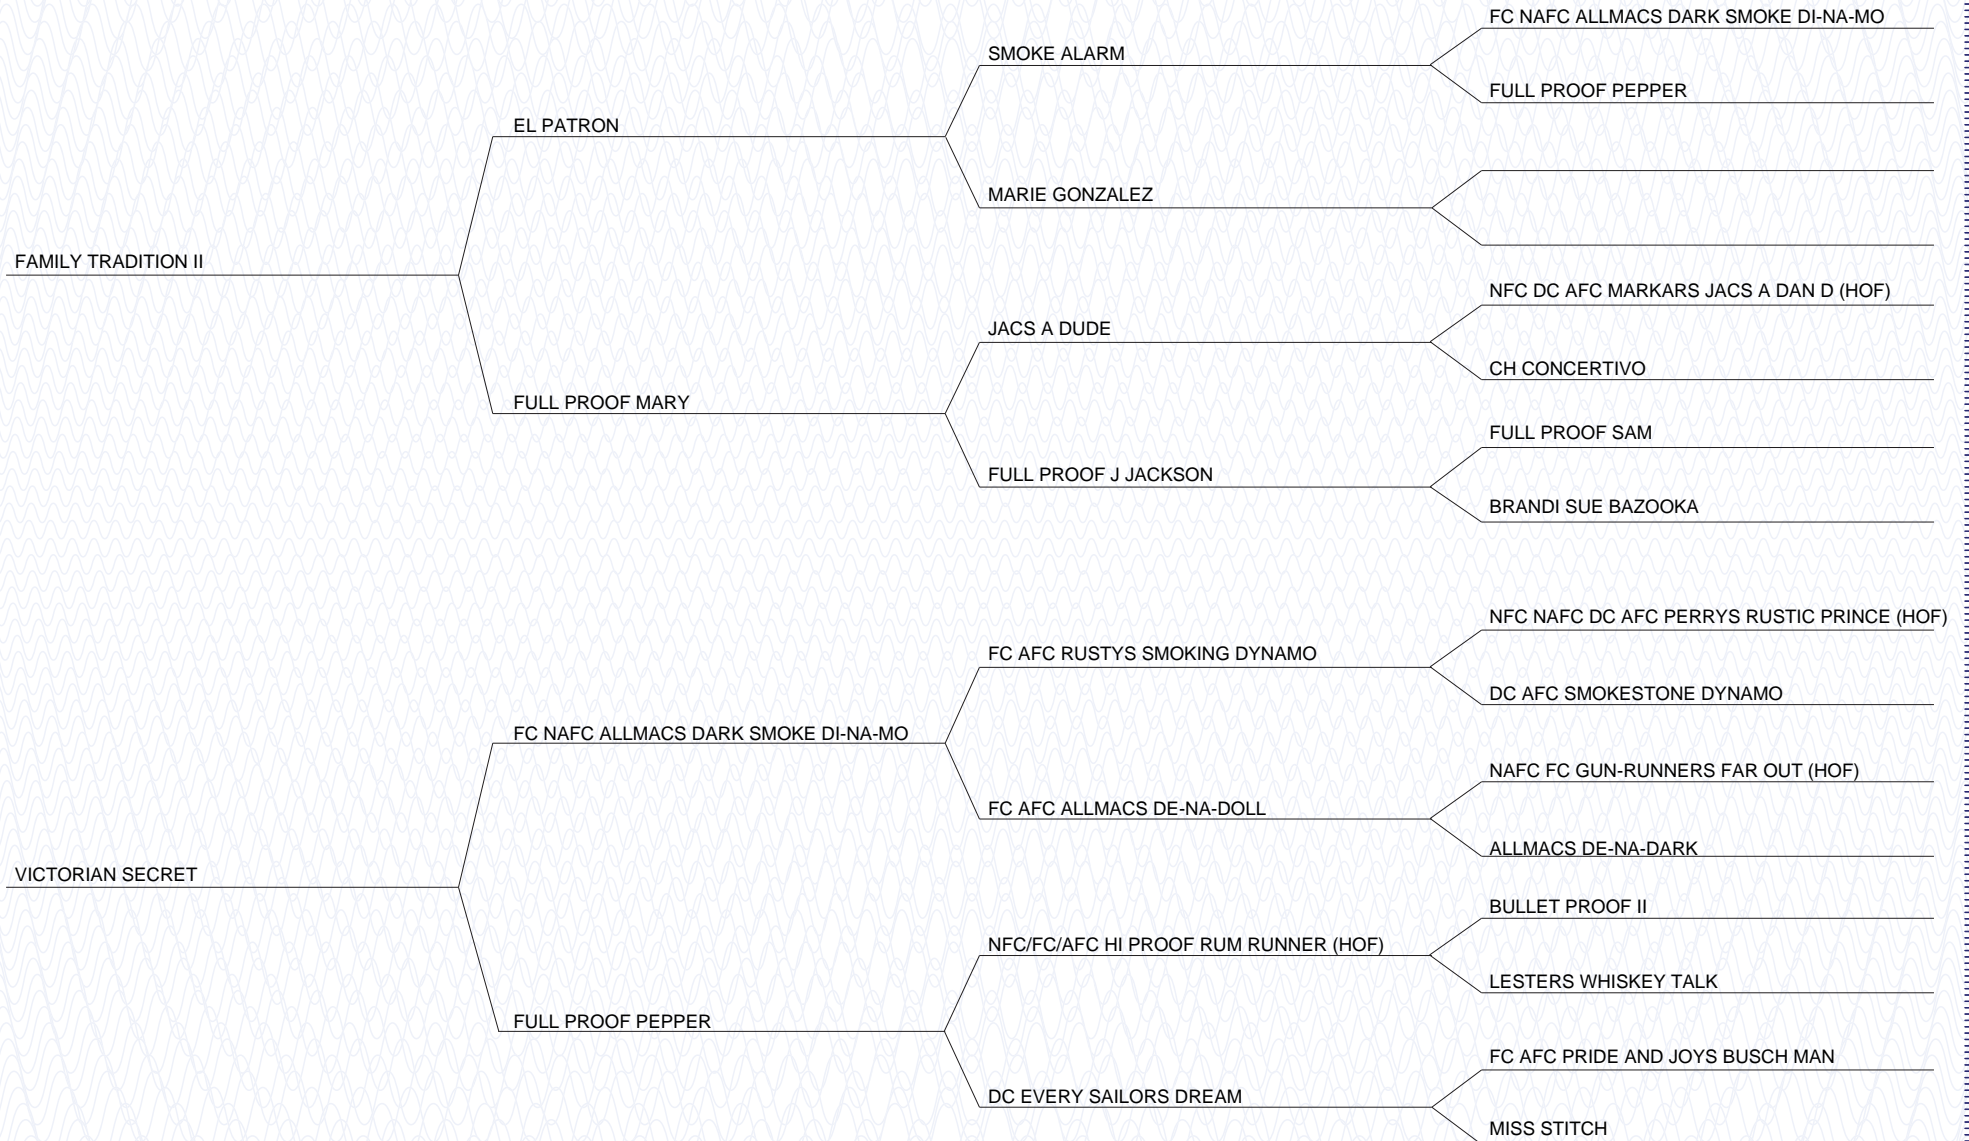 FC NAFC ALLMACS DARK SMOKE DI-NA-MO
SMOKE ALARM
FULL PROOF PEPPER
EL PATRON
MARIE GONZALEZ
FAMILY TRADITION II
NFC DC AFC MARKARS JACS A DAN D (HOF)
JACS A DUDE
CH CONCERTIVO
FULL PROOF MARY
FULL PROOF SAM
FULL PROOF J JACKSON
BRANDI SUE BAZOOKA
NFC NAFC DC AFC PERRYS RUSTIC PRINCE (HOF)
FC AFC RUSTYS SMOKING DYNAMO
DC AFC SMOKESTONE DYNAMO
FC NAFC ALLMACS DARK SMOKE DI-NA-MO
NAFC FC GUN-RUNNERS FAR OUT (HOF)
FC AFC ALLMACS DE-NA-DOLL
ALLMACS DE-NA-DARK
VICTORIAN SECRET
BULLET PROOF II
NFC/FC/AFC HI PROOF RUM RUNNER (HOF)
LESTERS WHISKEY TALK
FULL PROOF PEPPER
FC AFC PRIDE AND JOYS BUSCH MAN
DC EVERY SAILORS DREAM
MISS STITCH